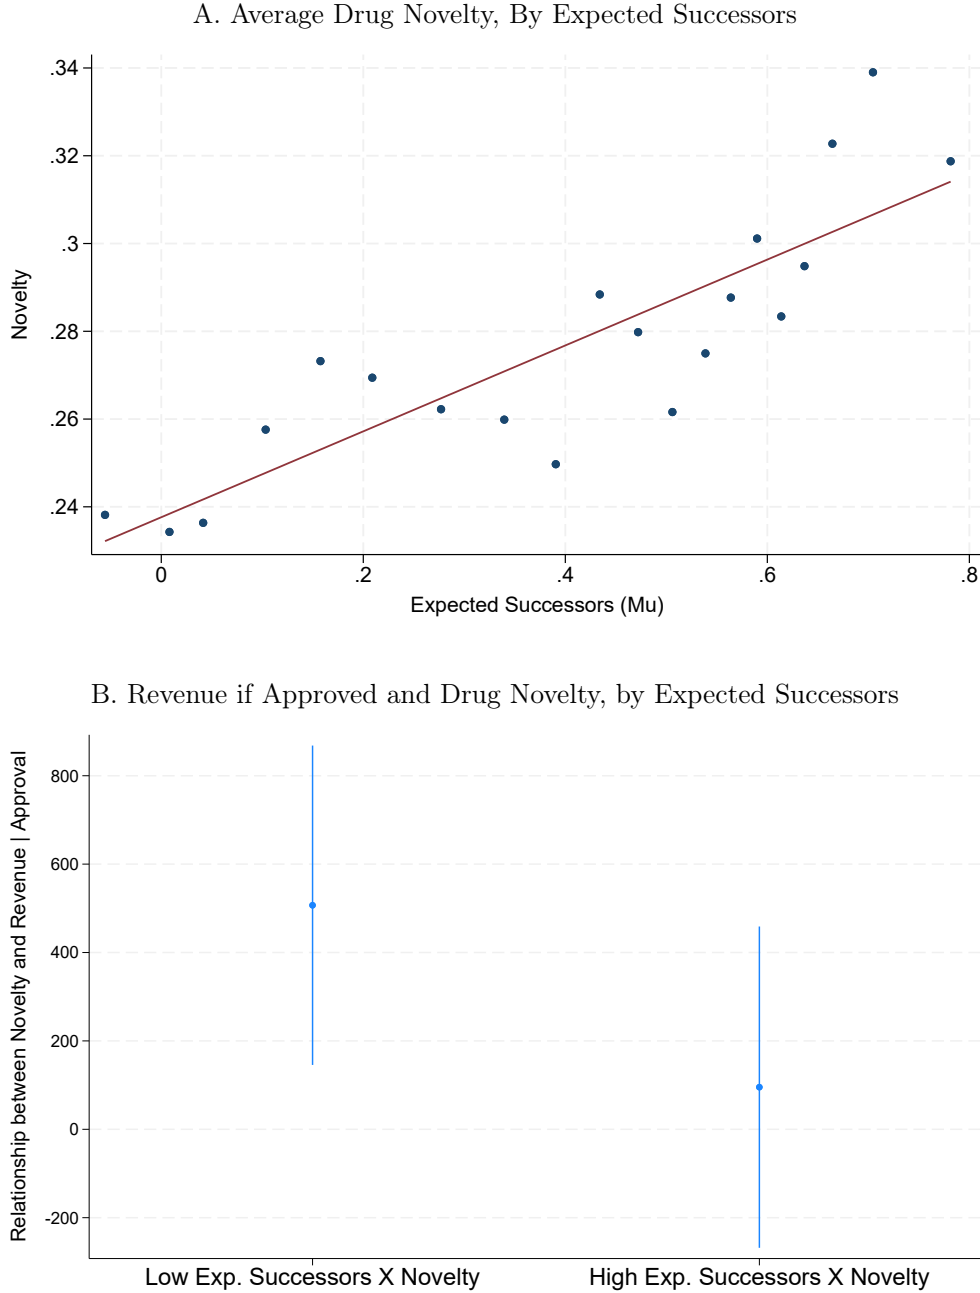 A. Average Drug Novelty, By Expected Successors
.34
.32
.3
.28
.26
.24
Novelty
0 .2 .4 .6 .8
Expected Successors (Mu)
B. Revenue if Approved and Drug Novelty, by Expected Successors
Relationship between Novelty and Revenue | Approval
800
600
400
200
0
-200
Low Exp. Successors X Novelty High Exp. Successors X Novelty